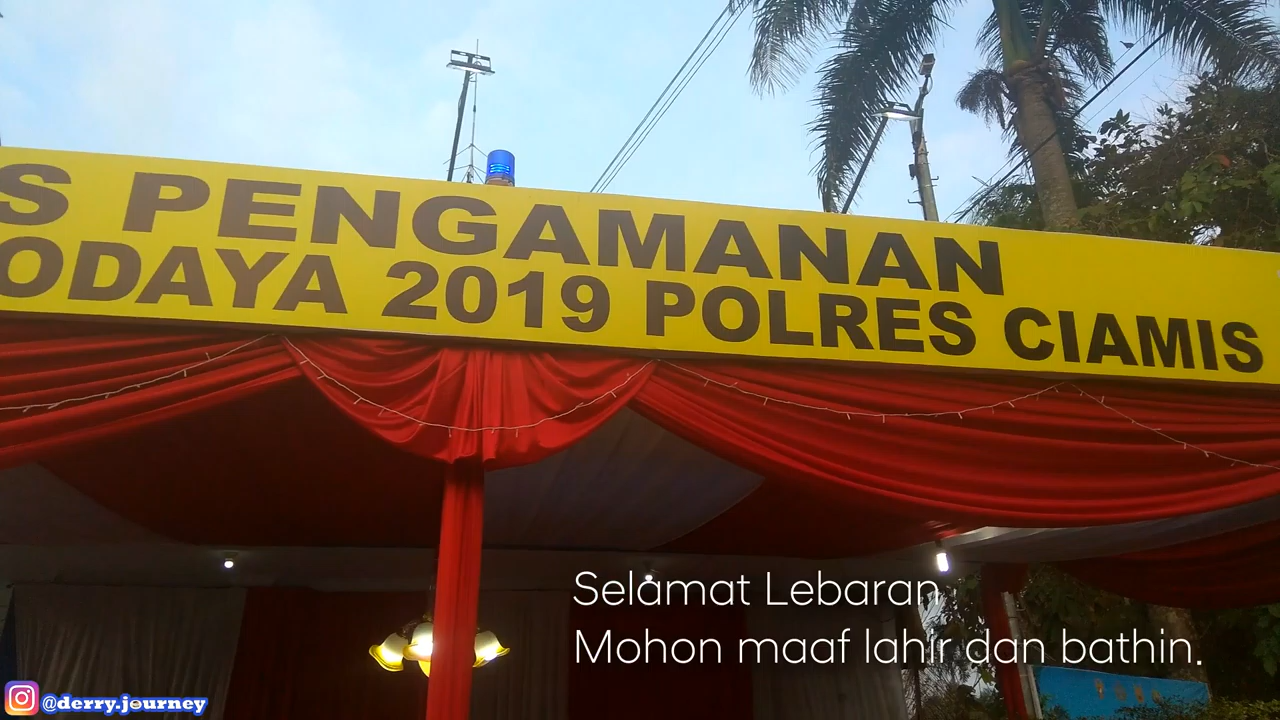 S PENGAMANAN
ODAYA 2019 POLRES CIAMIS
Selamat Lebaran
Mohon maaf lahir dan bathin.
@derry.journey